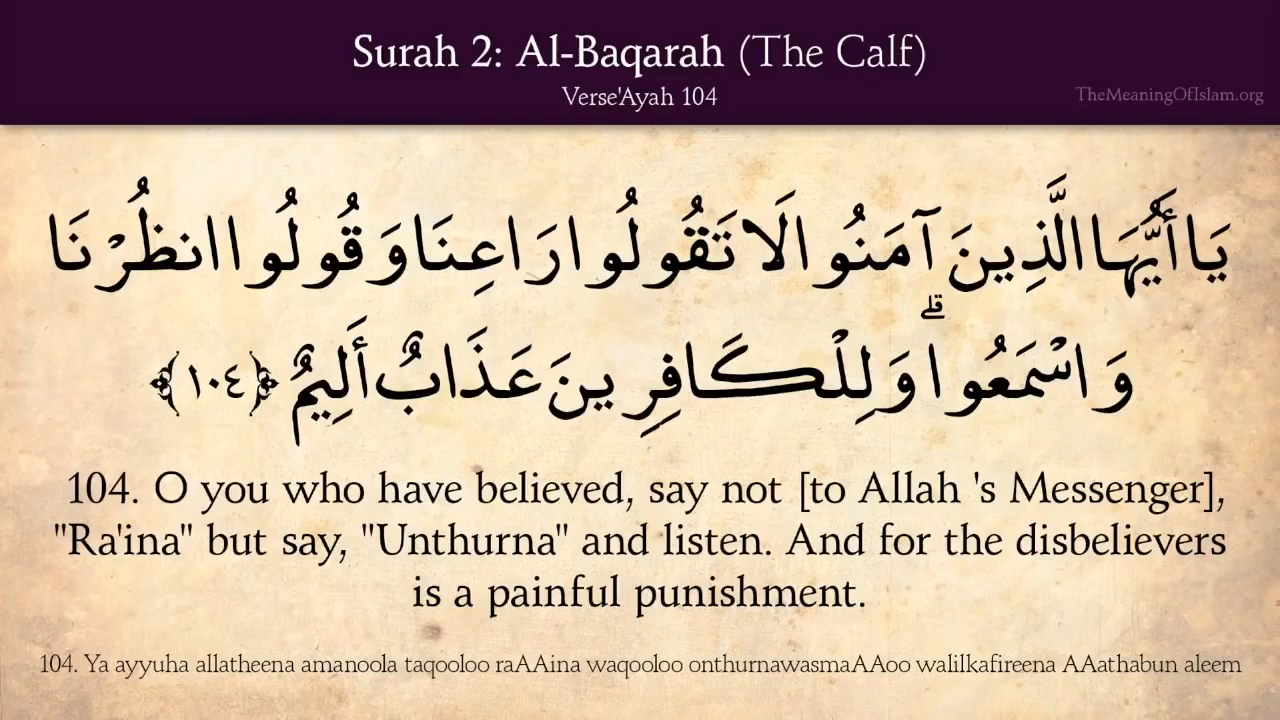 Surah 2: Al-Baqarah (The Calf)
Verse'Ayah 104
TheMeaningOfIslam.org
يَا أَيُّهَا الَّذِينَ آمَنُوا لَا تَقُولُوا رَاعِنَا وَقُولُوا انظُرْنَا
وَاسْمَعُوا ۗ وَلِلْكَافِرِينَ عَذَابٌ أَلِيمٌ ﴿١٠٤﴾
104. O you who have believed, say not [to Allah 's Messenger],
"Ra'ina" but say, "Unthurna" and listen. And for the disbelievers
is a painful punishment.
104. Ya ayyuha allatheena amanoola taqooloo raAAina waqooloo onthurnawasmaAAoo walilkafireena AAathabun aleem